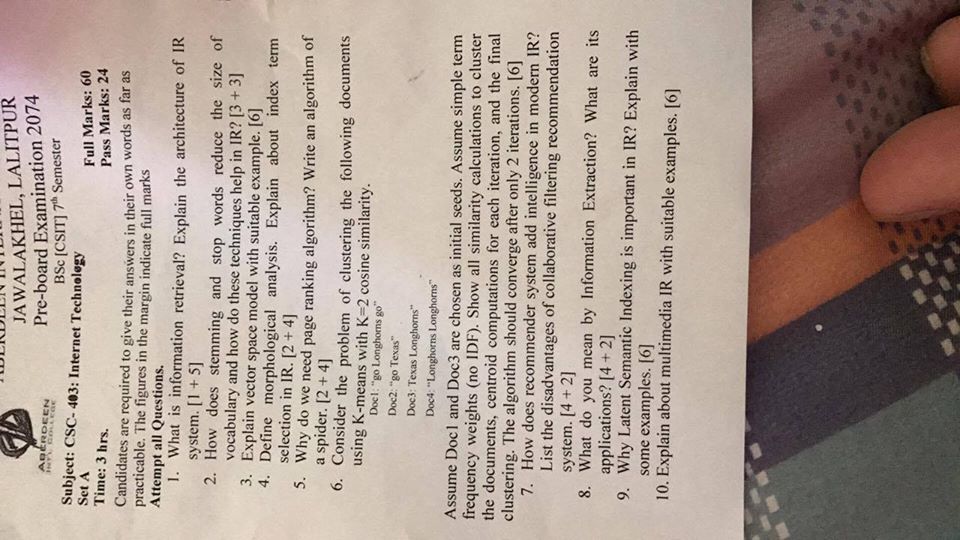 ABERDEEN
INT'L COLLEGE
JAWALAKHEL, LALITPUR
Pre-board Examination 2074
BSc [CSIT] 7th Semester
Subject: CSC- 403: Internet Technology
Set A
Full Marks: 60
Time: 3 hrs.
Pass Marks: 24
Candidates are required to give their answers in their own words as far as
practicable. The figures in the margin indicate full marks
Attempt all Questions.
1. What is information retrieval? Explain the architecture of IR
system. [1 + 5]
2. How does stemming and stop words reduce the size of
vocabulary and how do these techniques help in IR? [3 + 3]
3. Explain vector space model with suitable example. [6]
4. Define morphological analysis. Explain about index term
selection in IR. [2 + 4]
5. Why do we need page ranking algorithm? Write an algorithm of
a spider. [2 + 4]
6. Consider the problem of clustering the following documents
using K-means with K=2 cosine similarity.
Doc1: "go Longhorns go"
Doc2: "go Texas"
Doc3: Texas Longhorns"
Doc4: "Longhorns Longhorns"
Assume Doc1 and Doc3 are chosen as initial seeds. Assume simple term
frequency weights (no IDF). Show all similarity calculations to cluster
the documents, centroid computations for each iteration, and the final
clustering. The algorithm should converge after only 2 iterations. [6]
7. How does recommender system add intelligence in modern IR?
List the disadvantages of collaborative filtering recommendation
system. [4 + 2]
8. What do you mean by Information Extraction? What are its
applications? [4 + 2]
9. Why Latent Semantic Indexing is important in IR? Explain with
some examples. [6]
10. Explain about multimedia IR with suitable examples. [6]